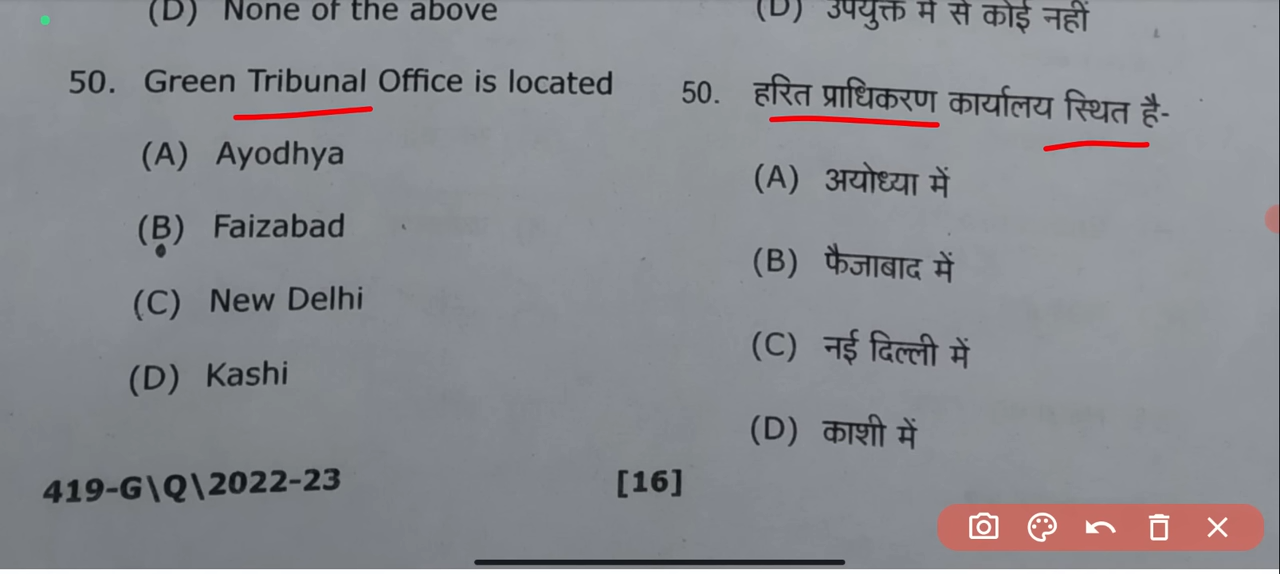 (D) None of the above
50. Green Tribunal Office is located
(A) Ayodhya
(B) Faizabad
(C) New Delhi
(D) Kashi
(D) उपर्युक्त में से कोई नहीं
50. हरित प्राधिकरण कार्यालय स्थित है-
(A) अयोध्या में
(B) फैजाबाद में
(C) नई दिल्ली में
(D) काशी में
419-G\Q\2022-23 [16]